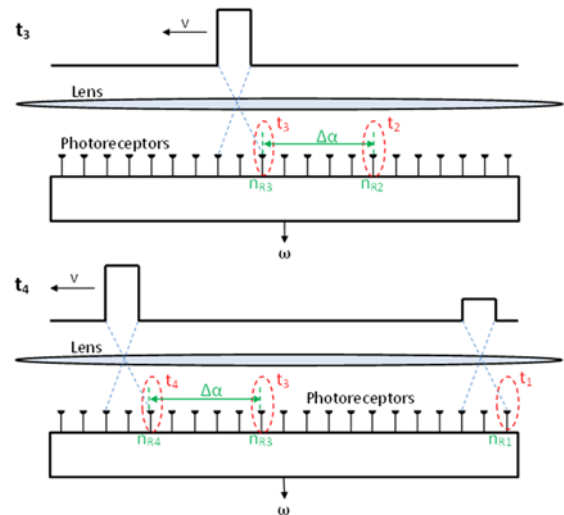 t3
V
Lens
Photoreceptors
t3
Δα
t2
nR3
nR2
ω
t4
V
Lens
t4
Δα
t3
Photoreceptors
t1
nR4
nR3
nR1
ω